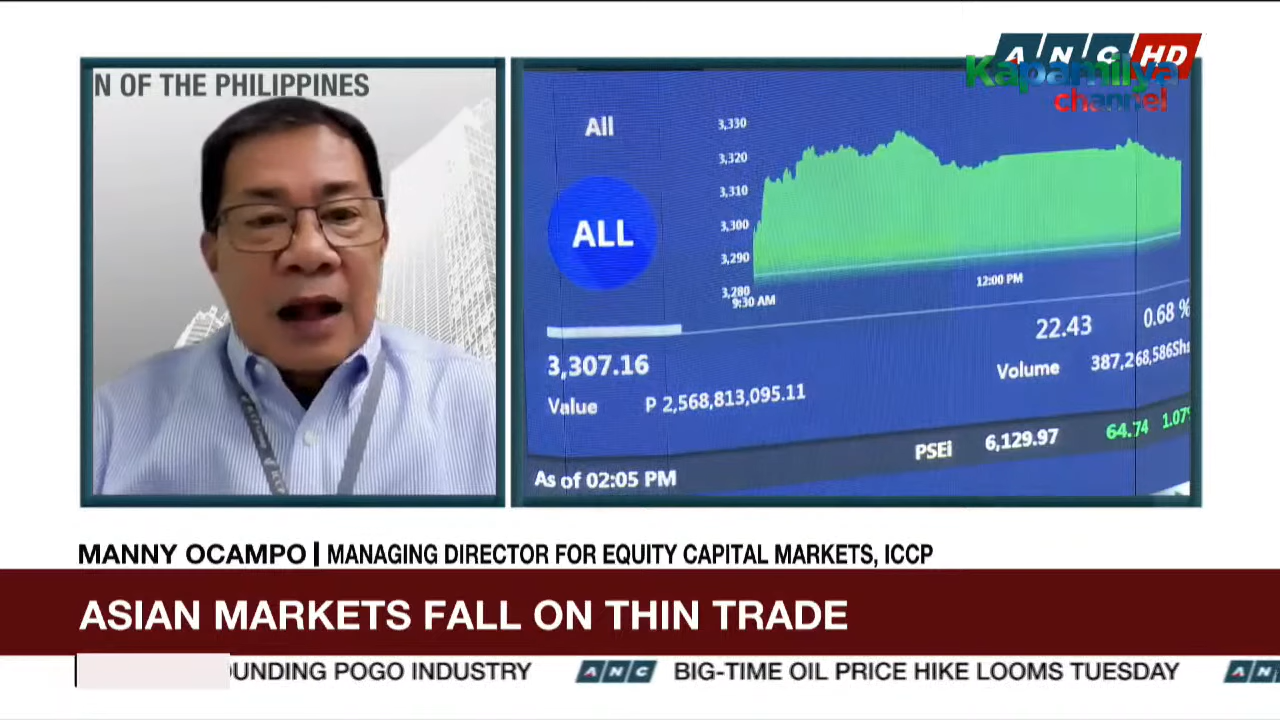 N OF THE PHILIPPINES
ANC HD
Kapamilya
channel
All
ALL
3,330
3,320
3,310
3,300
3,290
3,280
9:30 AM
12:00 PM
3,307.16
22.43
0.68 %
Value
P 2,568,813,095.11
Volume
387,268,586Sh
PSEi
6,129.97
64.74
1.07%
As of 02:05 PM
MANNY OCAMPO | MANAGING DIRECTOR FOR EQUITY CAPITAL MARKETS, ICCP
ASIAN MARKETS FALL ON THIN TRADE
OUNDING POGO INDUSTRY ANC BIG-TIME OIL PRICE HIKE LOOMS TUESDAY AN